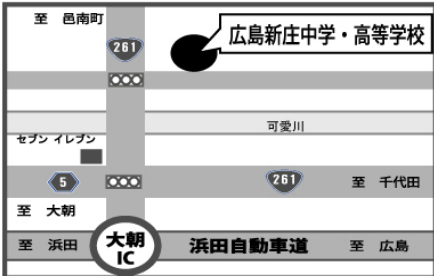 至 邑南町
261
広島新庄中学・高等学校
可愛川
セブン イレブン
5
261
至 千代田
至 大朝
至 浜田
大朝
IC
浜田自動車道
至 広島